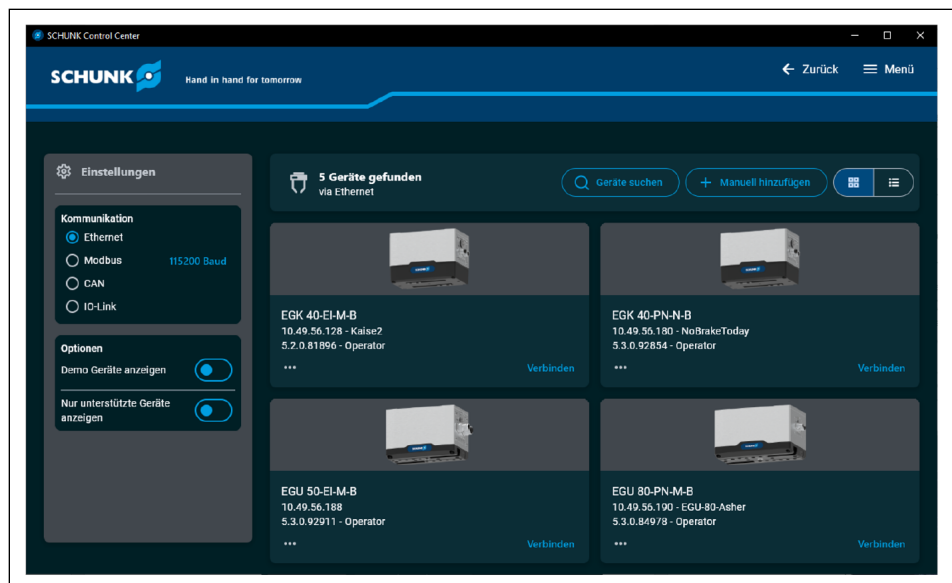 SCHUNK Control Center
SCHUNK
Hand in hand for tomorrow
Zurück
Menü
Einstellungen
Kommunikation
Ethernet
Modbus 115200 Baud
CAN
IO-Link
Optionen
Demo Geräte anzeigen
Nur unterstützte Geräte
anzeigen
5 Geräte gefunden
via Ethernet
Geräte suchen
Manuell hinzufügen
EGK 40-EI-M-B
10.49.56.128 - Kaise2
5.2.0.81896 - Operator
Verbinden
EGK 40-PN-N-B
10.49.56.180 - NoBrakeToday
5.3.0.92854 - Operator
Verbinden
EGU 50-EI-M-B
10.49.56.188
5.3.0.92911 - Operator
Verbinden
EGU 80-PN-M-B
10.49.56.190 - EGU-80-Asher
5.3.0.84978 - Operator
Verbinden